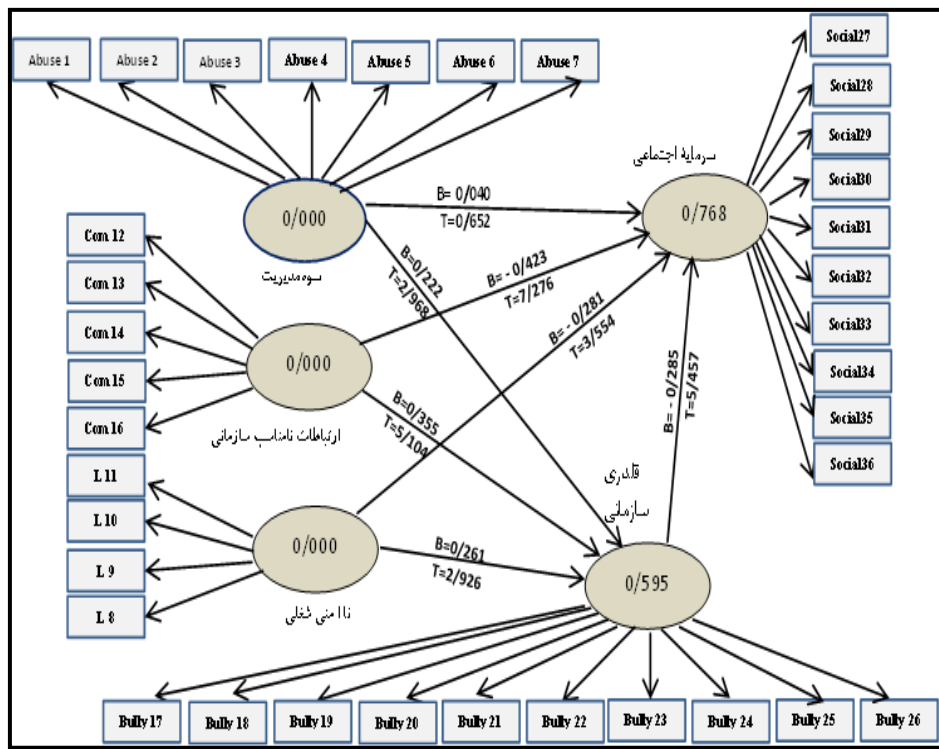 Abuse 1
Abuse 2
Abuse 3
Abuse 4
Abuse 5
Abuse 6
Abuse 7
Social27
Social28
Social29
Social30
Social31
Social32
Social33
Social34
Social35
Social36
سرمایهٔ اجتماعی
0/768
0/000
سوء‌مدیریت
B= 0/040
T=0/652
B=0/222
T=2/968
Com 12
Com 13
Com 14
Com 15
Com 16
0/000
ارتباطات نامناسب سازمانی
B= - 0/423
T=7/276
B=0/355
T=5/104
L 11
L 10
L 9
L 8
0/000
ناامنی شغلی
B= - 0/281
T=3/554
B=0/261
T=2/926
B= - 0/285
T=5/457
قلدری
سازمانی
0/595
Bully 17
Bully 18
Bully 19
Bully 20
Bully 21
Bully 22
Bully 23
Bully 24
Bully 25
Bully 26